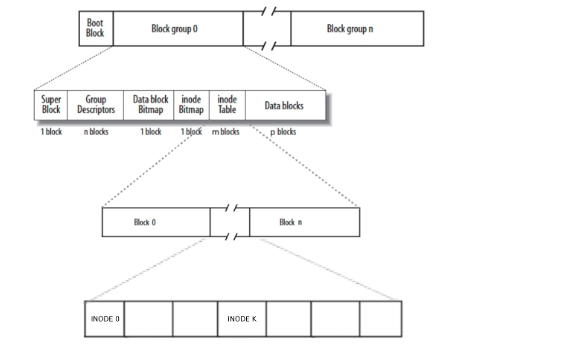 Boot Block
Block group 0
Block group n
Super Block
Group Descriptors
Data block Bitmap
inode Bitmap
inode Table
Data blocks
1 block
n blocks
1 block
1 block
m blocks
p blocks
Block 0
Block n
INODE 0
INODE K